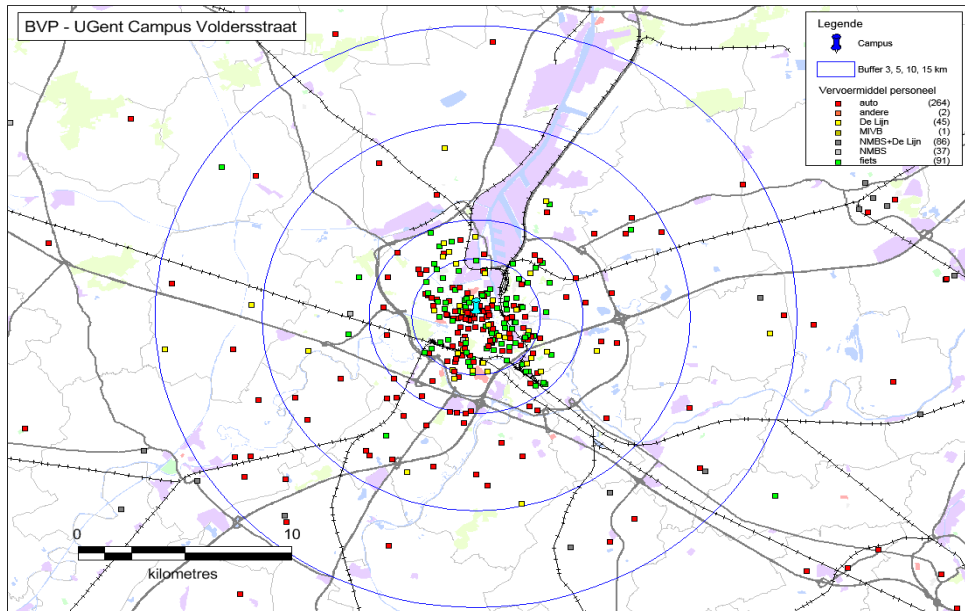 BVP - UGent Campus Voldersstraat
Legende
Campus
Buffer 3, 5, 10, 15 km
Vervoermiddel personeel
auto (264)
andere (2)
De Lijn (45)
MIVB (1)
NMBS+De Lijn (66)
NMBS (37)
fiets (91)
0 10
kilometres